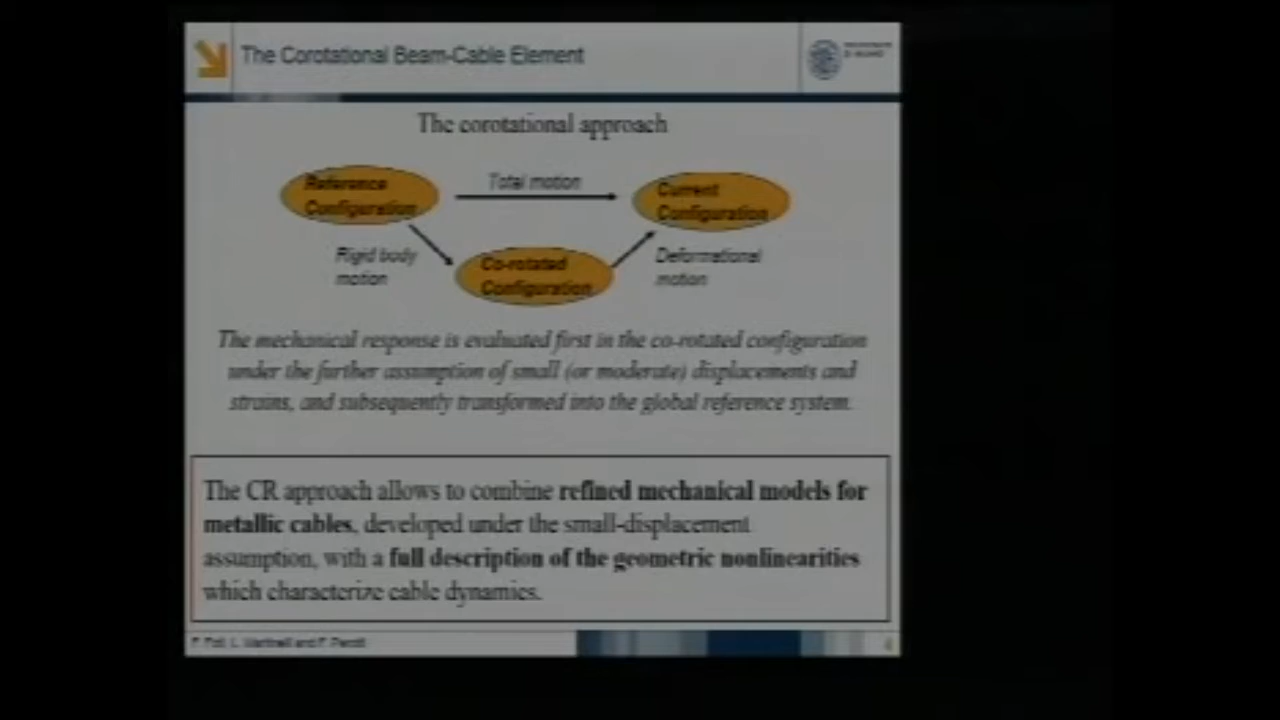 The Corotational Beam-Cable Element
The corotational approach
Reference
Configuration
Total motion
Current
Configuration
Rigid body
motion
Co-rotated
Configuration
Deformational
motion
The mechanical response is evaluated first in the co-rotated configuration
under the further assumption of small (or moderate) displacements and
strains, and subsequently transformed into the global reference system.
The CR approach allows to combine refined mechanical models for
metallic cables, developed under the small-displacement
assumption, with a full description of the geometric nonlinearities
which characterize cable dynamics.
and F.
4